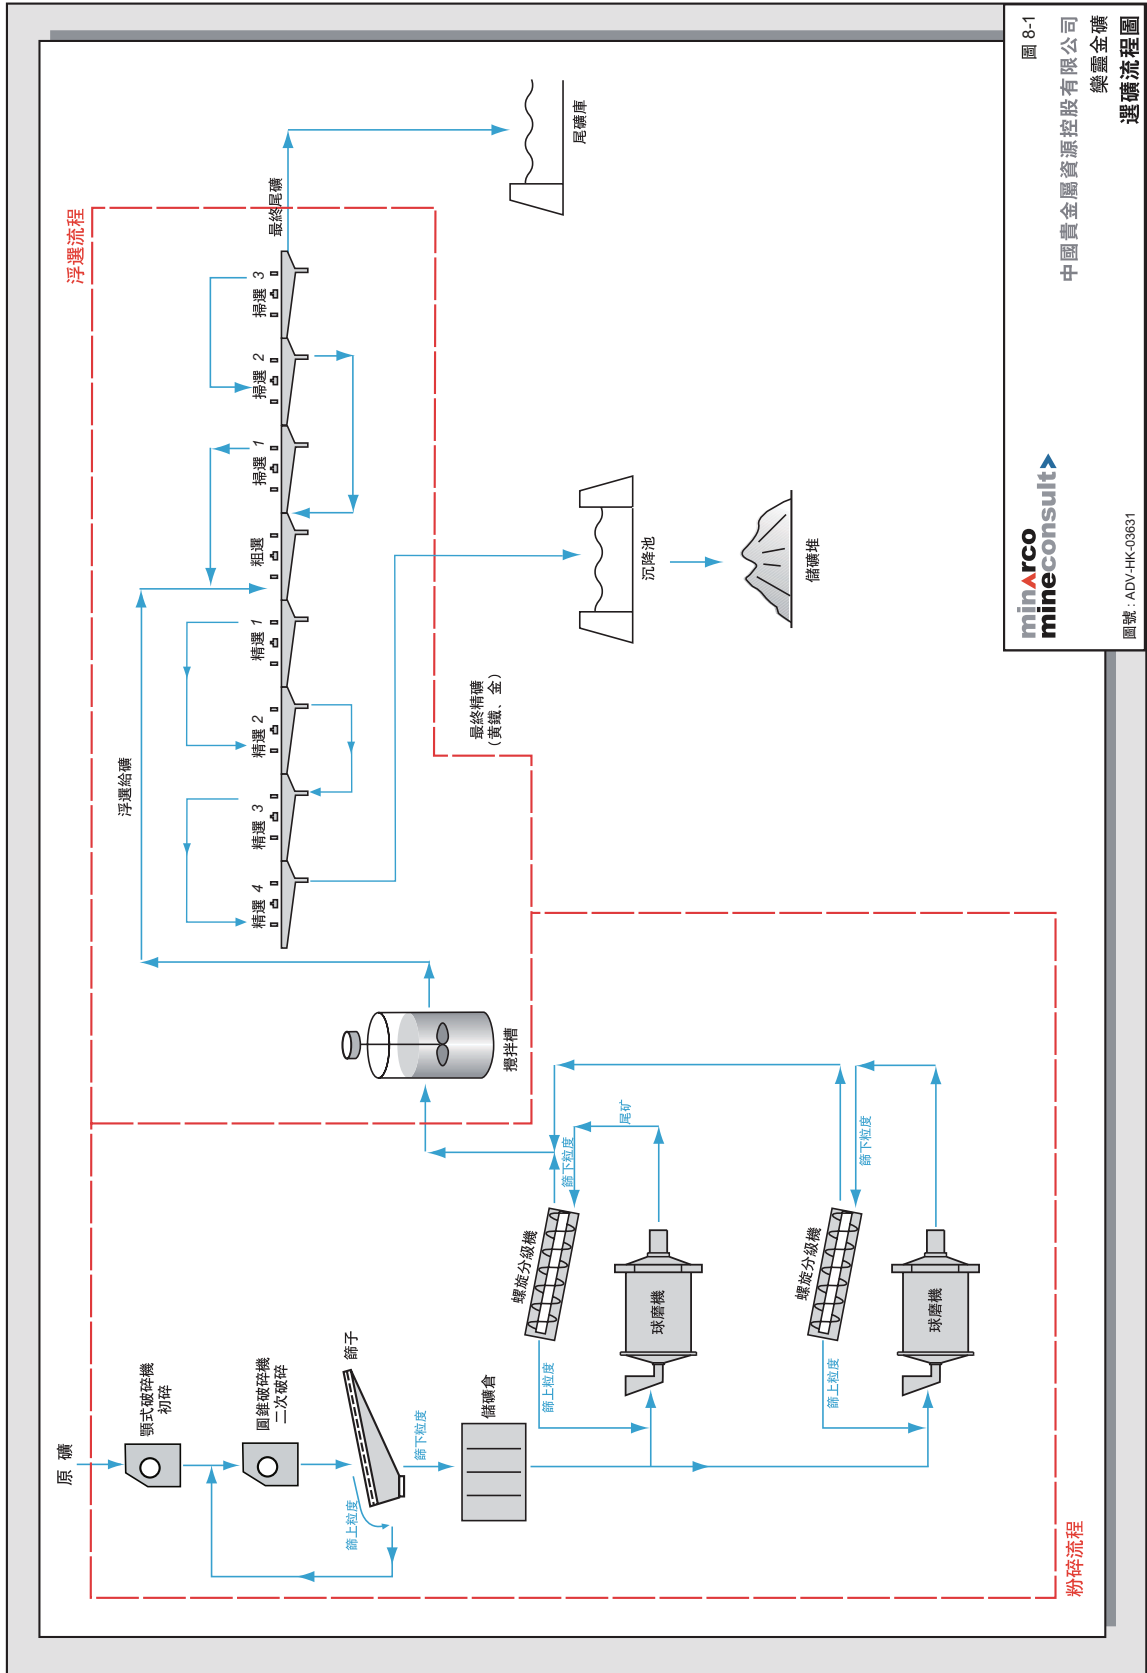 原 礦
顎式破碎機
初碎
圓錐破碎機
二次破碎
篩子
篩上粒度
篩下粒度
儲礦倉
螺旋分級機
篩上粒度
球磨機
尾矿
篩下粒度
螺旋分級機
篩上粒度
球磨機
篩下粒度
粉碎流程
攪拌槽
浮選給礦
浮選流程
精選 4
精選 3
精選 2
精選 1
粗選
掃選 1
掃選 2
掃選 3
最終尾礦
尾礦庫
最終精礦
(黄鐵、金)
沉降池
儲礦堆
圖 8-1
中國貴金屬資源控股有限公司
樂靈金礦
選礦流程圖
minarco
mineconsult
圖號 : ADV-HK-03631